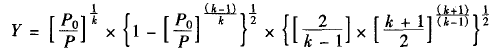 Y = [P₀/P]^{1/k} × {1 − [P₀/P]^{(k−1)/k}}^{1/2} × {[2/(k − 1)] × [(k + 1)/2]^{(k+1)/(k−1)}}^{1/2}